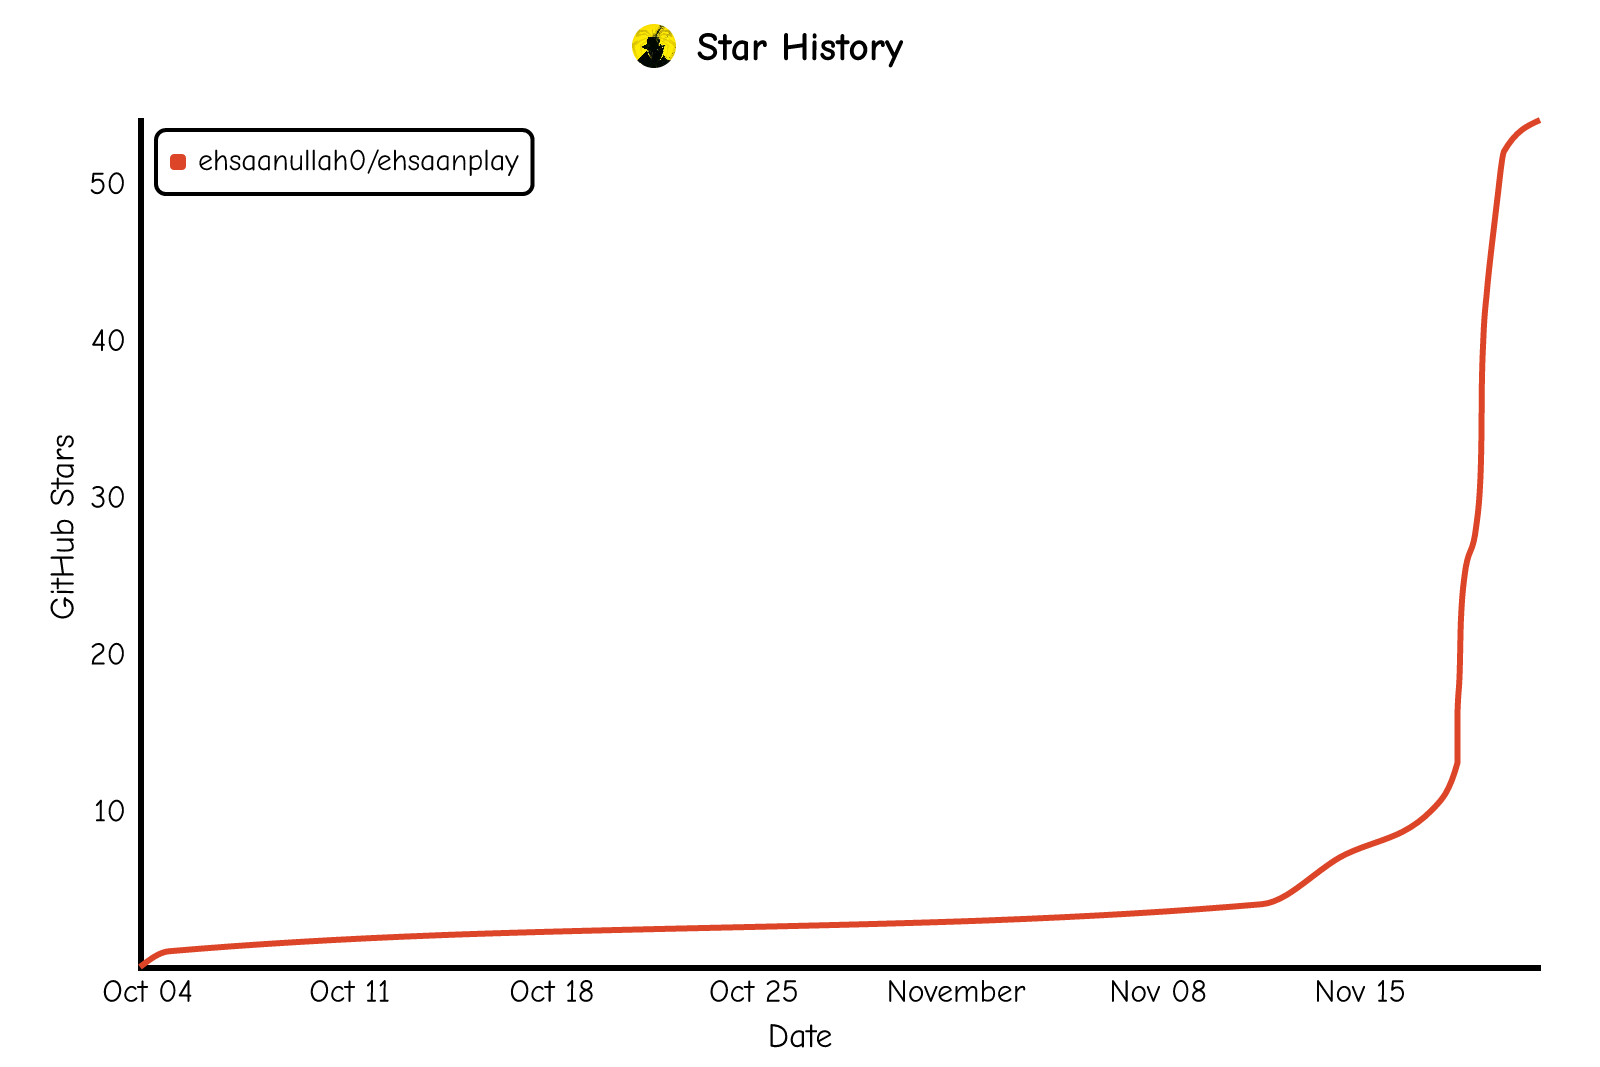 Star History
ehsaanullah0/ehsaanplay
50
40
30
20
10
GitHub Stars
Oct 04
Oct 11
Oct 18
Oct 25
November
Nov 08
Nov 15
Date